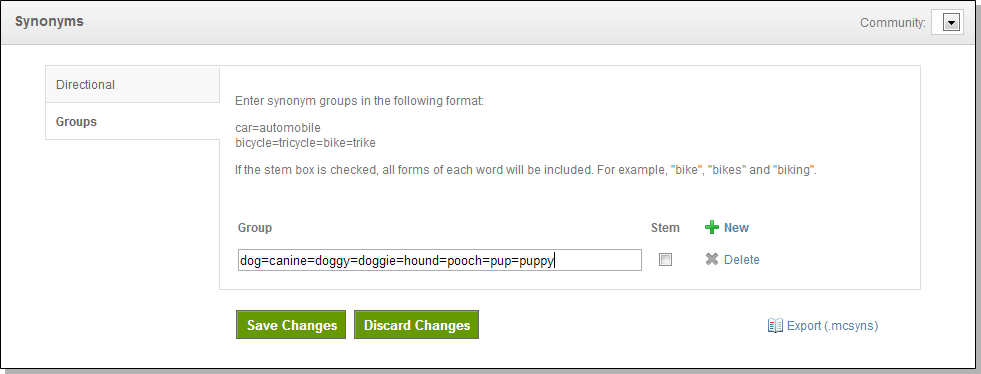 Synonyms
Community:
Directional
Groups
Enter synonym groups in the following format:
car=automobile
bicycle=tricycle=bike=trike
If the stem box is checked, all forms of each word will be included. For example, "bike", "bikes" and "biking".
Group Stem New
dog=canine=doggy=doggie=hound=pooch=pup=puppy Delete
Save Changes Discard Changes Export (.mcsyns)